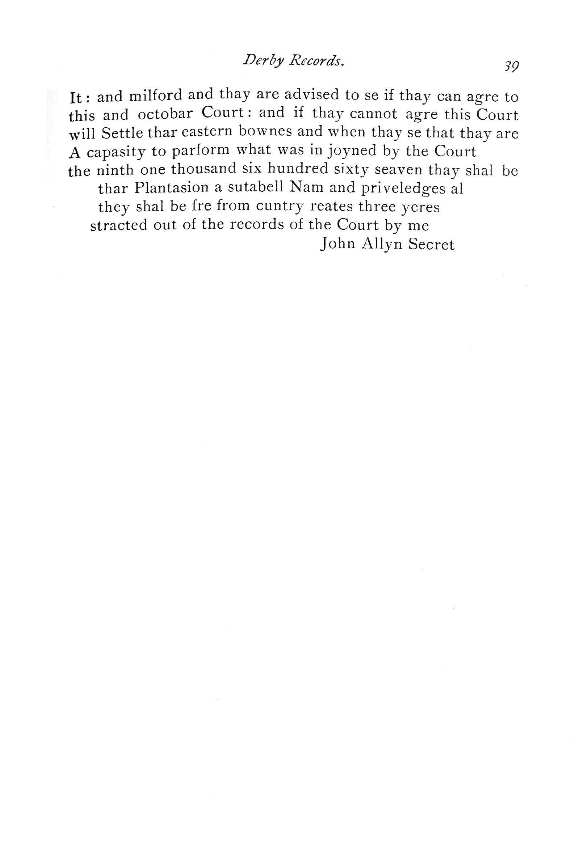 Derby Records. 39
It : and milford and thay are advised to se if thay can agre to
this and octobar Court : and if thay cannot agre this Court
will Settle thar eastern bownes and when thay se that thay are
A capasity to parform what was in joyned by the Court
the ninth one thousand six hundred sixty seaven thay shal be
thar Plantasion a sutabell Nam and priveledges al
they shal be fre from cuntry reates three yeres
stracted out of the records of the Court by me
John Allyn Secret